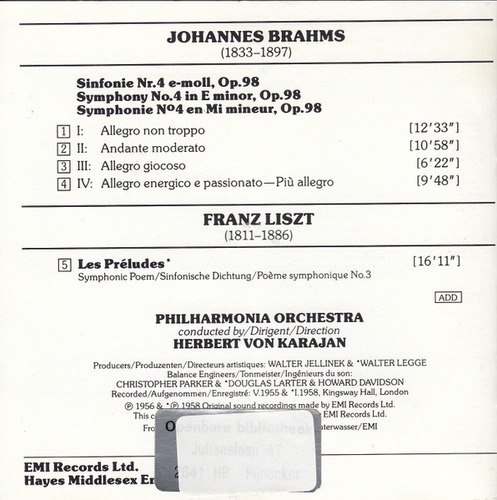 JOHANNES BRAHMS
(1833–1897)
Sinfonie Nr.4 e-moll, Op.98
Symphony No.4 in E minor, Op.98
Symphonie Nº4 en Mi mineur, Op.98
1 I: Allegro non troppo [12'33"]
2 II: Andante moderato [10'58"]
3 III: Allegro giocoso [6'22"]
4 IV: Allegro energico e passionato—Più allegro [9'48"]
FRANZ LISZT
(1811–1886)
5 Les Préludes* [16'11"]
Symphonic Poem/Sinfonische Dichtung/Poème symphonique No.3
ADD
PHILHARMONIA ORCHESTRA
conducted by/Dirigent/Direction
HERBERT VON KARAJAN
Producers/Produzenten/Directeurs artistiques: WALTER JELLINEK & *WALTER LEGGE
Balance Engineers/Tonmeister/Ingénieurs du son:
CHRISTOPHER PARKER & *DOUGLAS LARTER & HOWARD DAVIDSON
Recorded/Aufgenommen/Enregistré: V.1955 & *I.1958, Kingsway Hall, London
℗ 1956 & *℗ 1958 Original sound recordings made by EMI Records Ltd.
This EMI Records Ltd.
/EMI
Openbare bibliotheek
Julianalaan
2641 HB Pijnacker
EMI Records Ltd.
Hayes Middlesex